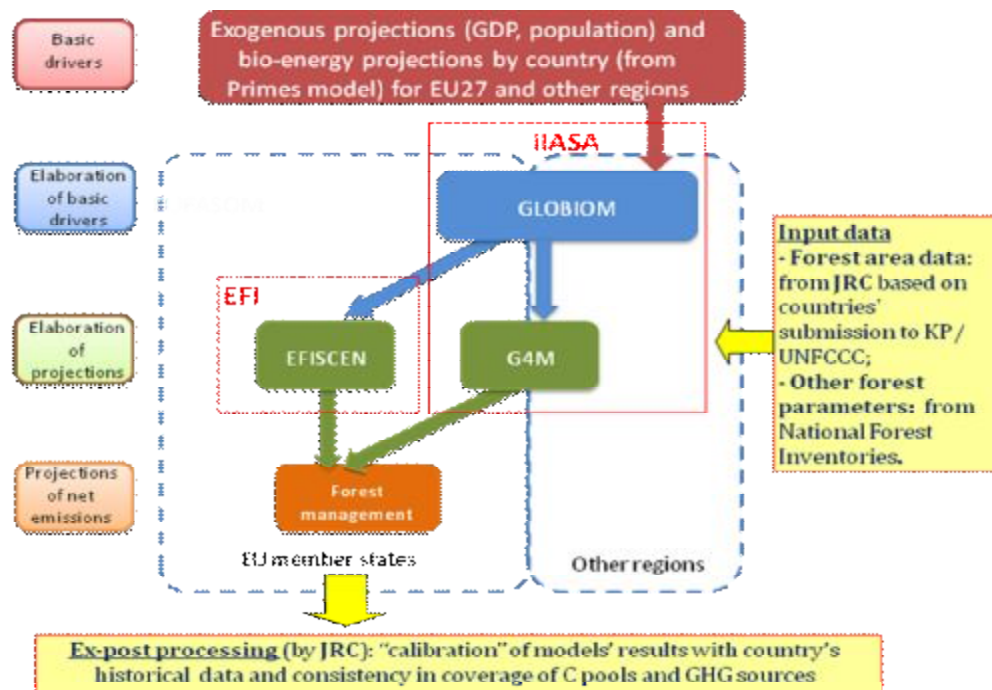 Basic
drivers
Exogenous projections (GDP, population) and
bio-energy projections by country (from
Primes model) for EU27 and other regions
IIASA
Elaboration
of basic
drivers
GLOBIOM
Input data
- Forest area data:
from JRC based on
countries'
submission to KP/
UNFCCC;
- Other forest
parameters: from
National Forest
Inventories.
EFI
Elaboration
of
projections
EFISCEN
G4M
Projections
of net
emissions
Forest
management
EU member states
Other regions
Ex-post processing (by JRC): "calibration" of models' results with country's
historical data and consistency in coverage of C pools and GHG sources